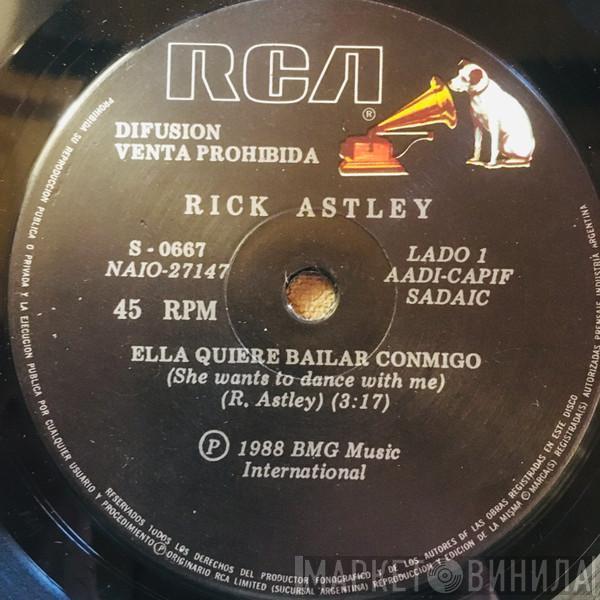 RCA
®
DIFUSION
VENTA PROHIBIDA
RICK ASTLEY
S - 0667
NAIO-27147
45 RPM
LADO 1
AADI-CAPIF
SADAIC
ELLA QUIERE BAILAR CONMIGO
(She wants to dance with me)
(R. Astley) (3:17)
Ⓟ 1988 BMG Music
International
PROHIBIDA SU REPRODUCCION PUBLICA O PRIVADA Y LA EJECUCION PUBLICA POR CUALQUIER USUARIO Y PROCEDIMIENTO
Ⓟ ORIGINARIO RCA LIMITED (SUCURSAL ARGENTINA) REPRODUCCION Y EDICION DE LA MISMA Ⓜ MARCA(S) REGISTRADA(S) AUTORIZADAS PRENSAJE INDUSTRIA ARGENTINA
RESERVADOS TODOS LOS DERECHOS DEL PRODUCTOR FONOGRAFICO Y DE LOS AUTORES DE LAS OBRAS REGISTRADAS EN ESTE DISCO
МАРКЕТ ВИНИЛА